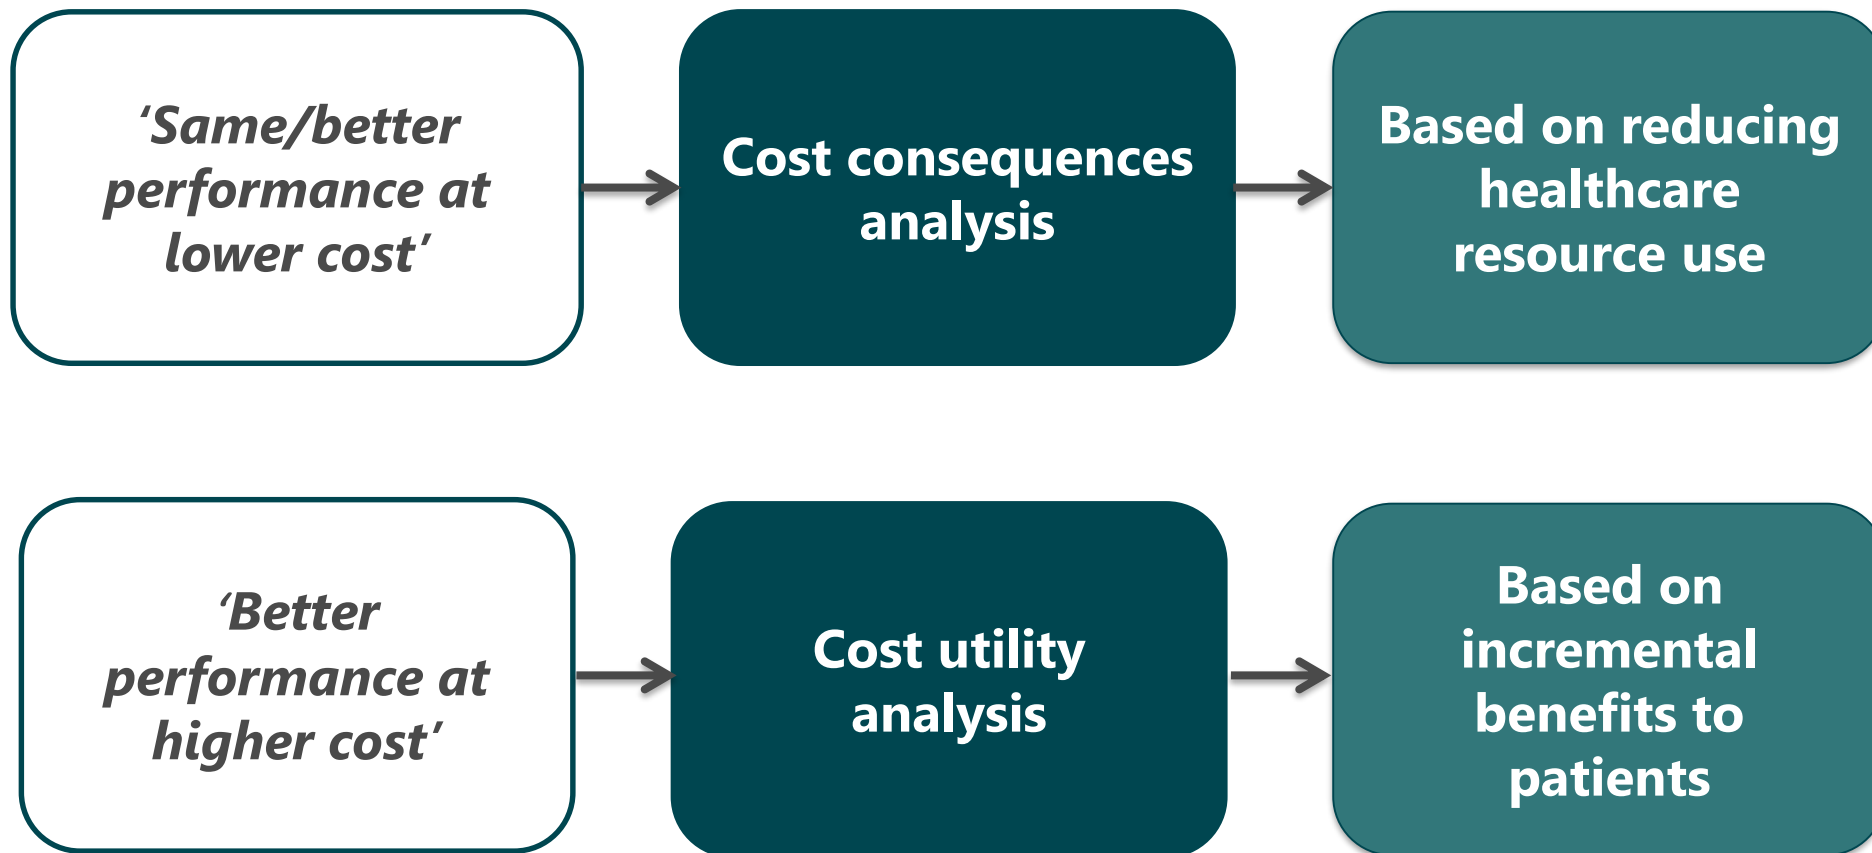 ‘Same/better
performance at
lower cost’
Cost consequences
analysis
Based on reducing
healthcare
resource use
‘Better
performance at
higher cost’
Cost utility
analysis
Based on
incremental
benefits to
patients